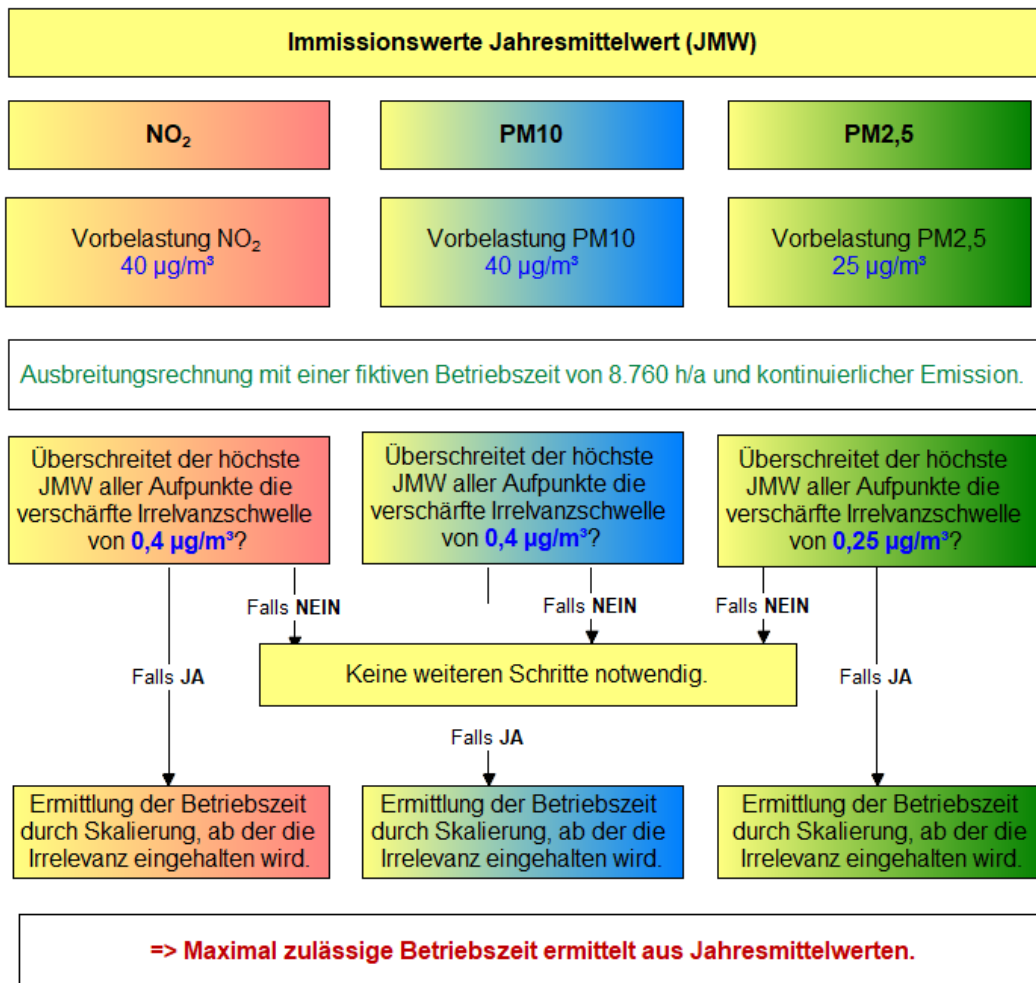 Immissionswerte Jahresmittelwert (JMW)
NO₂
PM10
PM2,5
Vorbelastung NO₂
40 µg/m³
Vorbelastung PM10
40 µg/m³
Vorbelastung PM2,5
25 µg/m³
Ausbreitungsrechnung mit einer fiktiven Betriebszeit von 8.760 h/a und kontinuierlicher Emission.
Überschreitet der höchste
JMW aller Aufpunkte die
verschärfte Irrelvanzschwelle
von 0,4 µg/m³?
Überschreitet der höchste
JMW aller Aufpunkte die
verschärfte Irrelvanzschwelle
von 0,4 µg/m³?
Überschreitet der höchste
JMW aller Aufpunkte die
verschärfte Irrelvanzschwelle
von 0,25 µg/m³?
Falls NEIN
Falls NEIN
Falls NEIN
Keine weiteren Schritte notwendig.
Falls JA
Falls JA
Falls JA
Ermittlung der Betriebszeit
durch Skalierung, ab der die
Irrelevanz eingehalten wird.
Ermittlung der Betriebszeit
durch Skalierung, ab der die
Irrelevanz eingehalten wird.
Ermittlung der Betriebszeit
durch Skalierung, ab der die
Irrelevanz eingehalten wird.
=> Maximal zulässige Betriebszeit ermittelt aus Jahresmittelwerten.